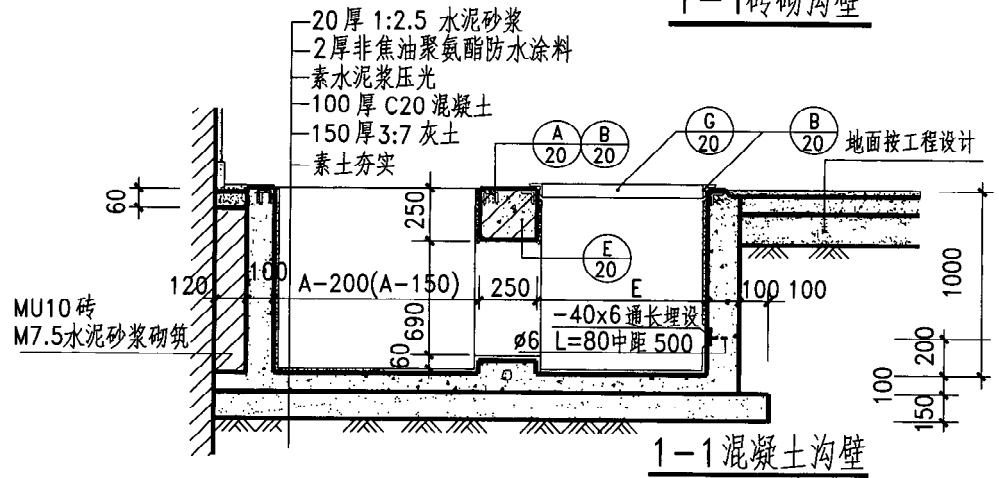 1-1砖砌沟壁
20厚 1:2.5 水泥砂浆
2厚非焦油聚氨酯防水涂料
素水泥浆压光
100厚 C20 混凝土
150厚3:7 灰土
素土夯实
A
20
B
20
G
20
B
20
地面按工程设计
60
250
E
20
120
100
A-200(A-150)
250
E
100
100
1000
MU10 砖
M7.5水泥砂浆砌筑
690
60
ø6
-40x6 通长埋设
L=80中距 500
200
100
150
1-1混凝土沟壁